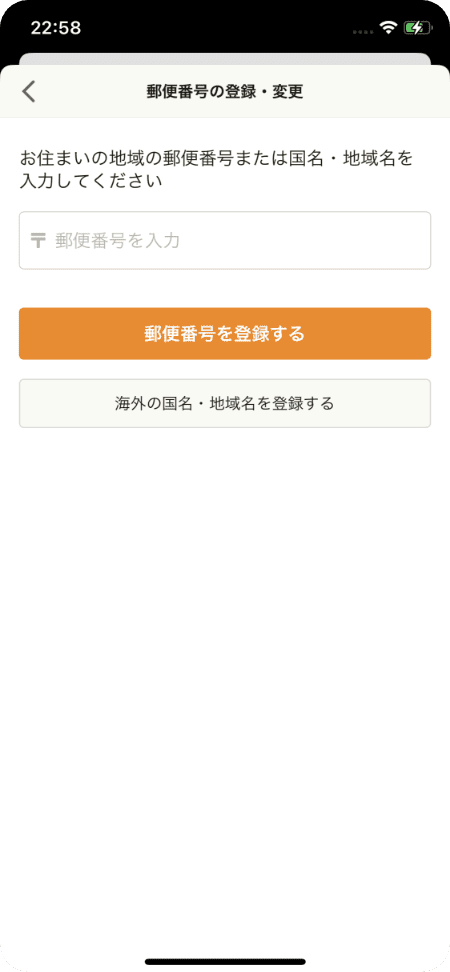 22:58
郵便番号の登録・変更
お住まいの地域の郵便番号または国名・地域名を
入力してください
〒 郵便番号を入力
郵便番号を登録する
海外の国名・地域名を登録する